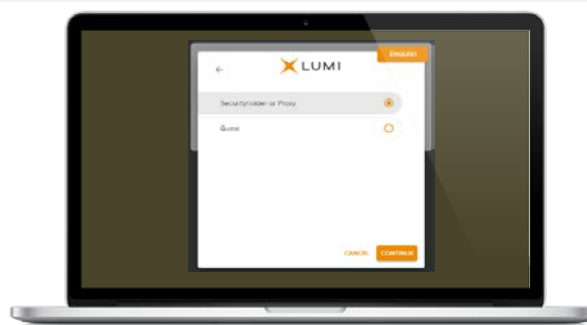 ENGLISH
LUMI
Securityholder or Proxy
Guest
CANCEL
CONTINUE